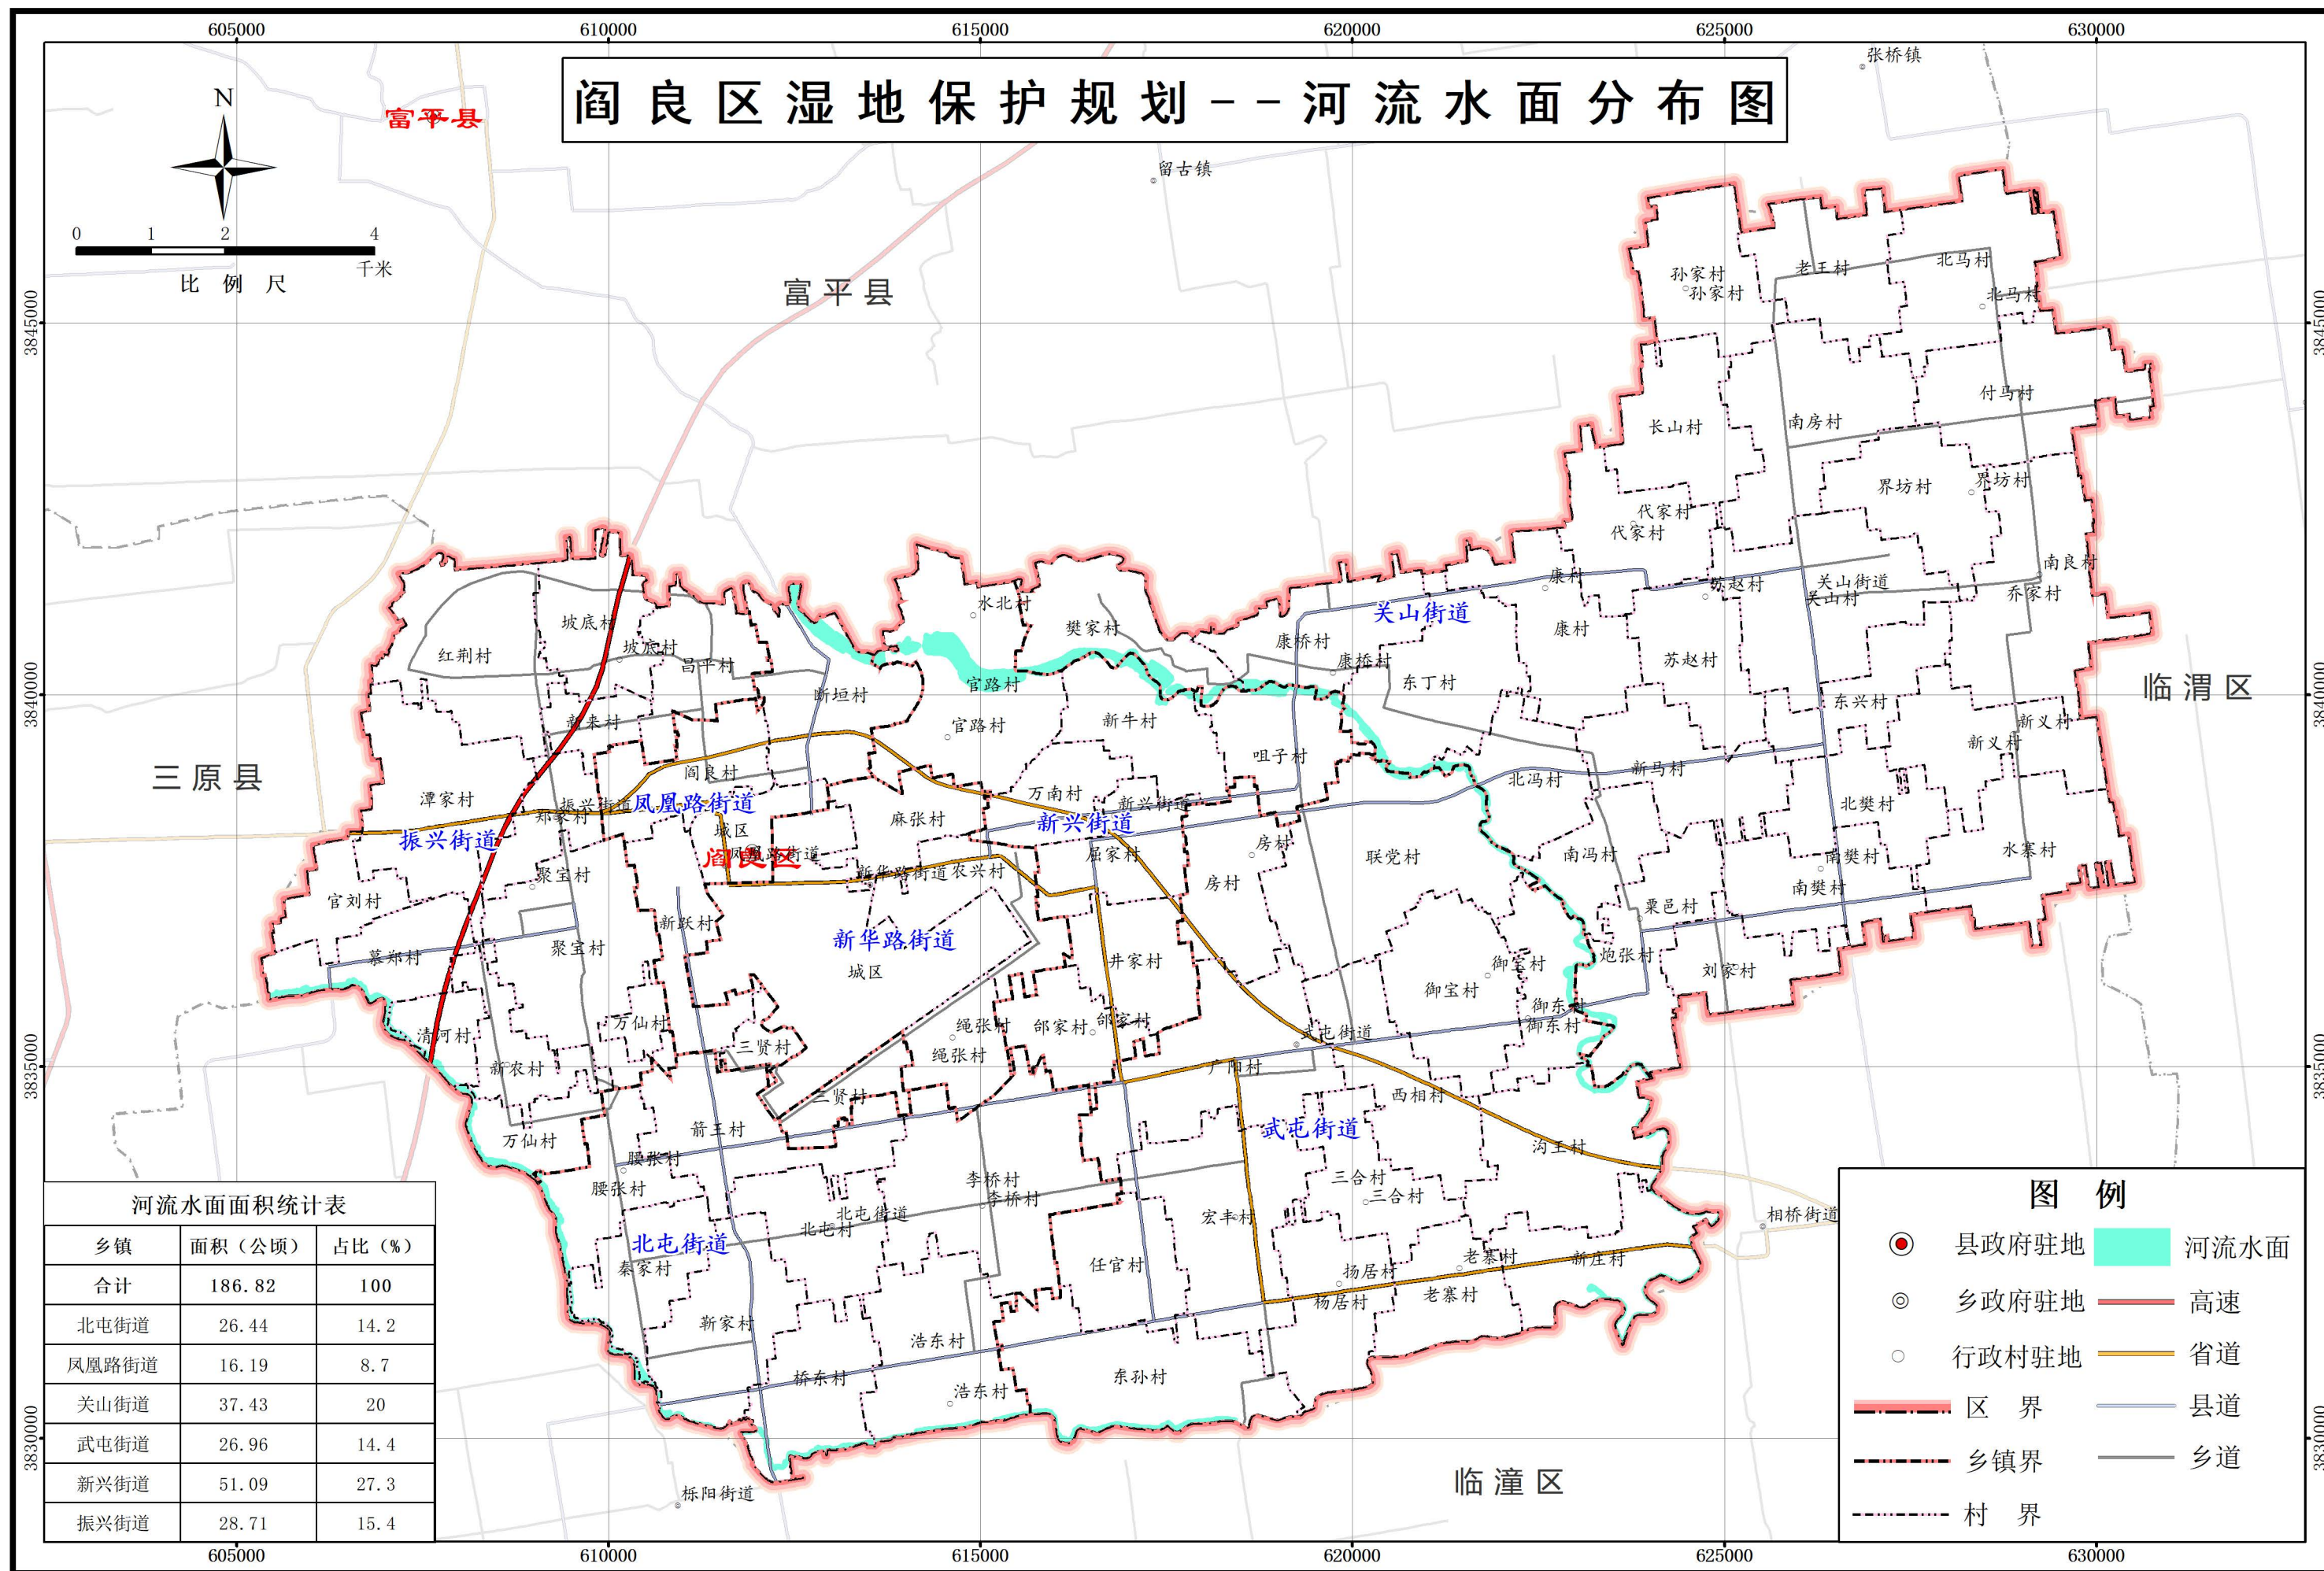 605000
610000
615000
620000
625000
630000
阎良区湿地保护规划--河流水面分布图
N
0 1 2 4
千米
比 例 尺
富平县
富平县
张桥镇
留古镇
3845000
3845000
孙家村
孙家村
老王村
北马村
北马村
付马村
长山村
南房村
界坊村
界坊村
代家村
代家村
南良村
乔家村
康村
苏赵村
关山街道
关山村
水北村
樊家村
关山街道
康村
康桥村
康桥村
东丁村
苏赵村
坡底村
坡底村
红荆村
昌平村
3840000
3840000
断垣村
官路村
官路村
新牛村
新来村
咀子村
东兴村
新义村
新义村
临渭区
三原县
阎良村
潭家村
振兴街道
郑家村
凤凰路街道
城区
万南村
新兴街道
新兴街道
麻张村
北冯村
新马村
北樊村
振兴街道
阎良区
凤凰路街道
新华路街道
农兴村
屈家村
房村
房村
联党村
南冯村
南樊村
南樊村
水寨村
聚宝村
官刘村
新跃村
聚宝村
慕郑村
新华路街道
城区
井家村
粟邑村
炮张村
刘家村
御宝村
御宝村
御东村
御东村
清河村
万仙村
新农村
三贤村
三贤村
绳张村
绳张村
邰家村
邰家村
武屯街道
广阳村
3835000
3835000
西相村
万仙村
箭王村
武屯街道
沟王村
腰张村
腰张村
李桥村
李桥村
三合村
三合村
北屯街道
北屯村
宏丰村
相桥街道
北屯街道
秦家村
任官村
扬居村
杨居村
老寨村
老寨村
新庄村
靳家村
浩东村
浩东村
桥东村
东孙村
3830000
3830000
栎阳街道
临潼区
河流水面面积统计表
乡镇 面积（公顷） 占比（%）
合计 186.82 100
北屯街道 26.44 14.2
凤凰路街道 16.19 8.7
关山街道 37.43 20
武屯街道 26.96 14.4
新兴街道 51.09 27.3
振兴街道 28.71 15.4
图 例
县政府驻地 河流水面
乡政府驻地 高速
行政村驻地 省道
区 界 县道
乡镇界 乡道
村 界
605000
610000
615000
620000
625000
630000